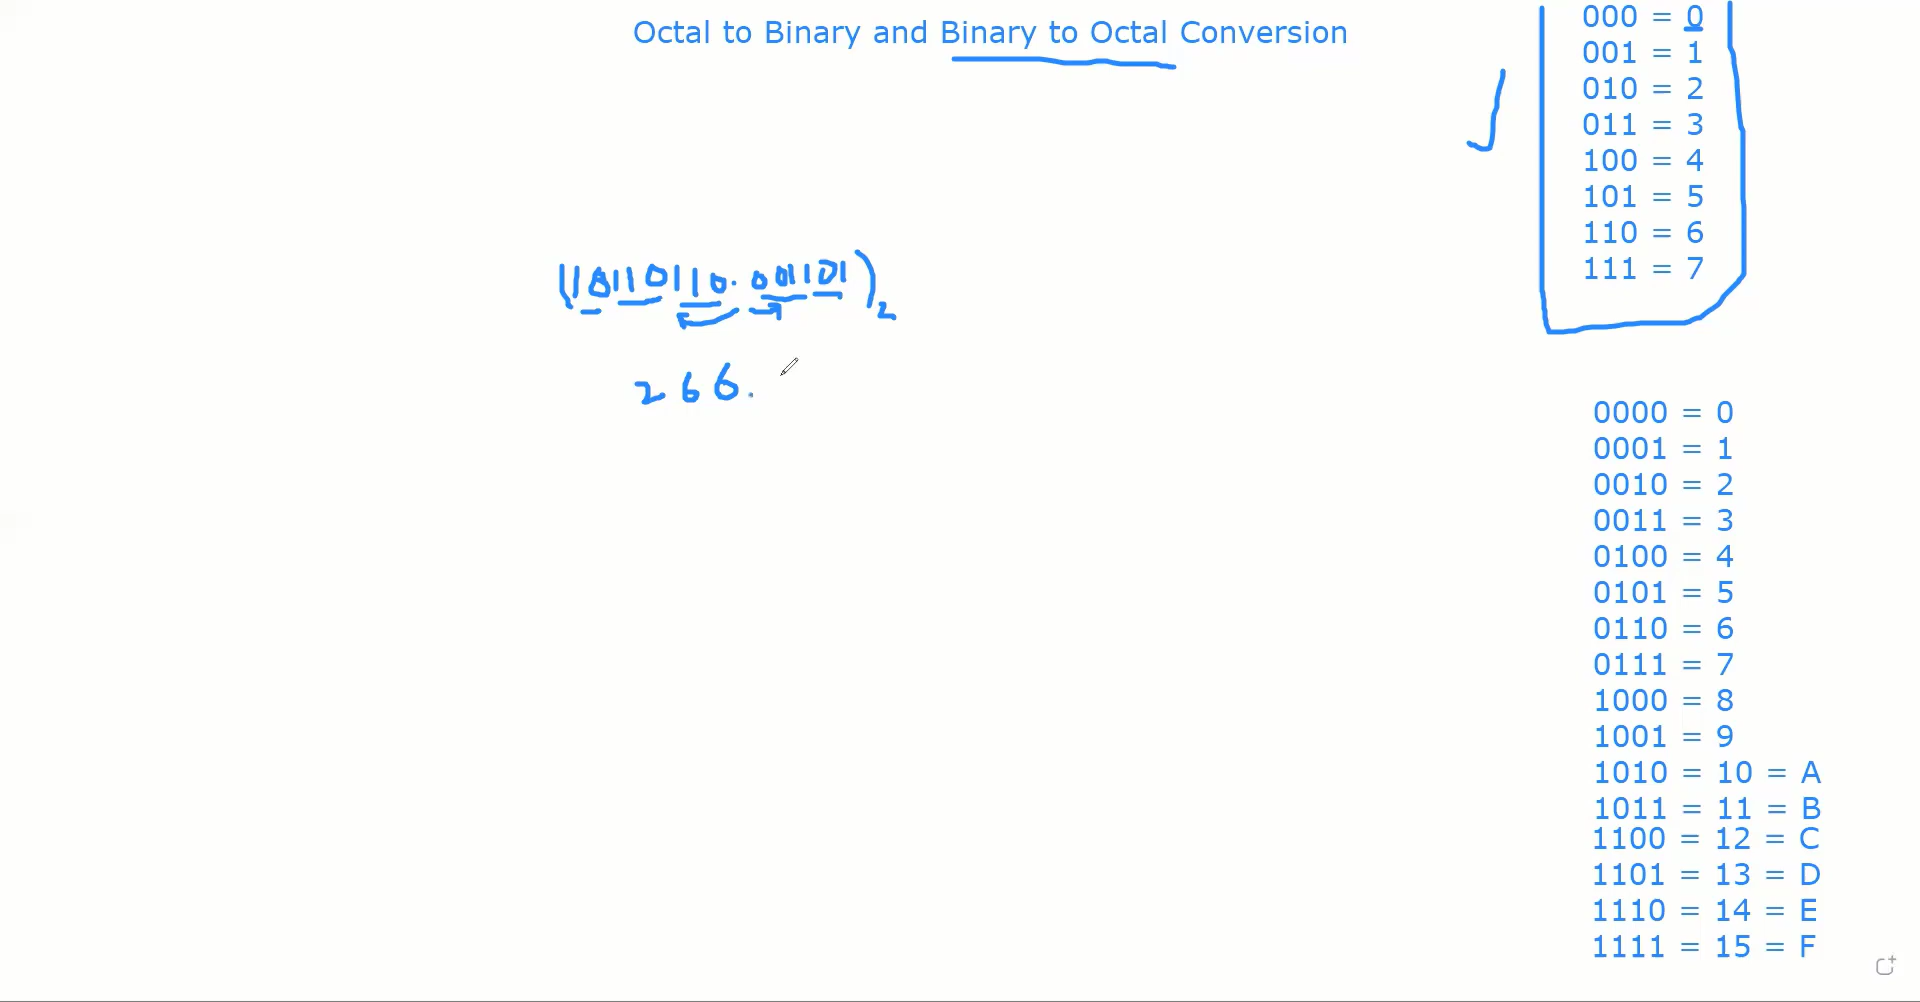 Octal to Binary and Binary to Octal Conversion
000 = 0
001 = 1
010 = 2
011 = 3
100 = 4
101 = 5
110 = 6
111 = 7
(10110110.001101)2
266.
0000 = 0
0001 = 1
0010 = 2
0011 = 3
0100 = 4
0101 = 5
0110 = 6
0111 = 7
1000 = 8
1001 = 9
1010 = 10 = A
1011 = 11 = B
1100 = 12 = C
1101 = 13 = D
1110 = 14 = E
1111 = 15 = F